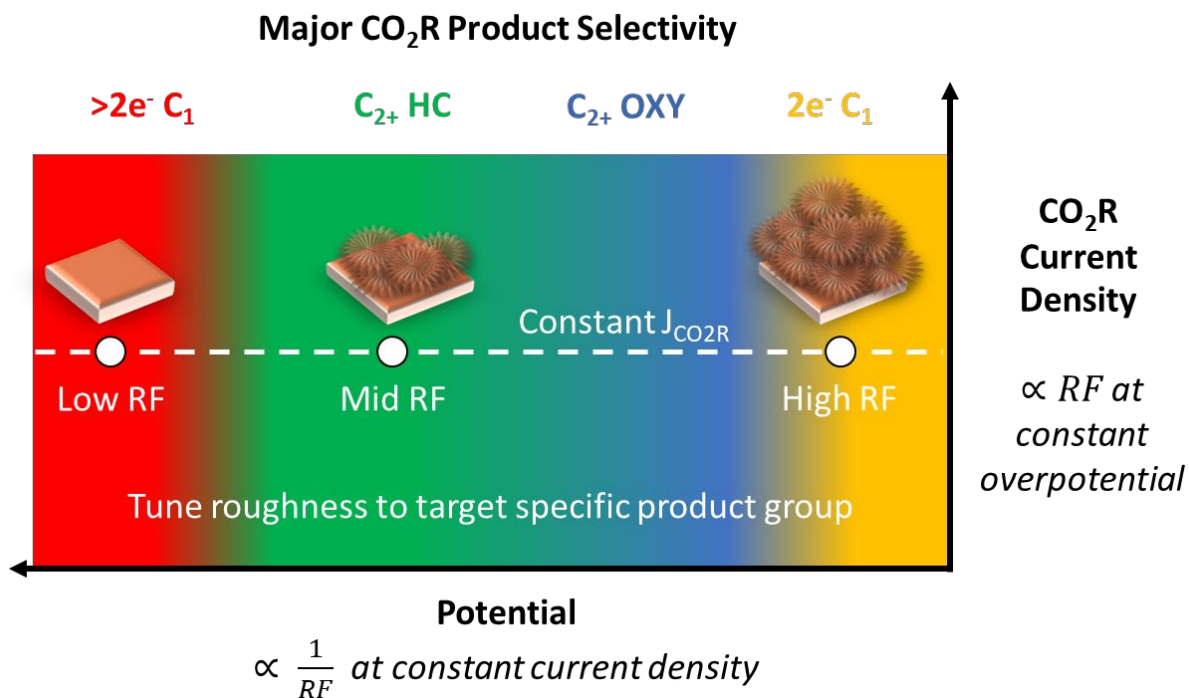 Major CO₂R Product Selectivity
>2e⁻ C₁
C₂₊ HC
C₂₊ OXY
2e⁻ C₁
Constant J_CO2R
Low RF
Mid RF
High RF
Tune roughness to target specific product group
CO₂R
Current
Density
∝ RF at
constant
overpotential
Potential
∝ 1/RF at constant current density